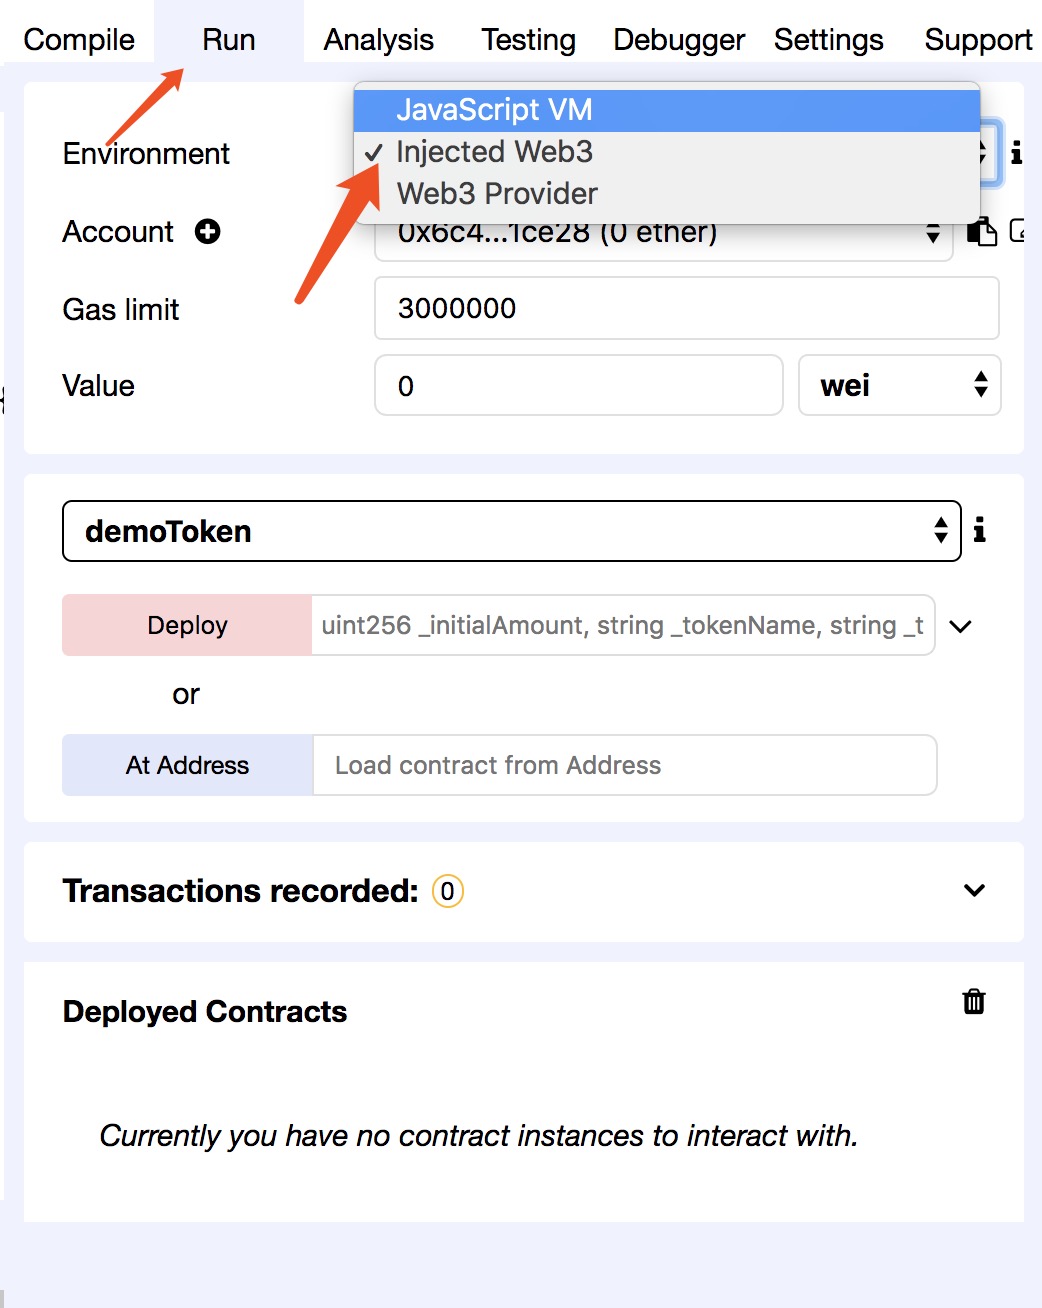 Compile Run Analysis Testing Debugger Settings Support
JavaScript VM
Environment ✓ Injected Web3
Web3 Provider
Account 0x6c4...1ce28 (0 ether)
Gas limit 3000000
Value 0 wei
demoToken
Deploy uint256 _initialAmount, string _tokenName, string _t
or
At Address Load contract from Address
Transactions recorded: 0
Deployed Contracts
Currently you have no contract instances to interact with.